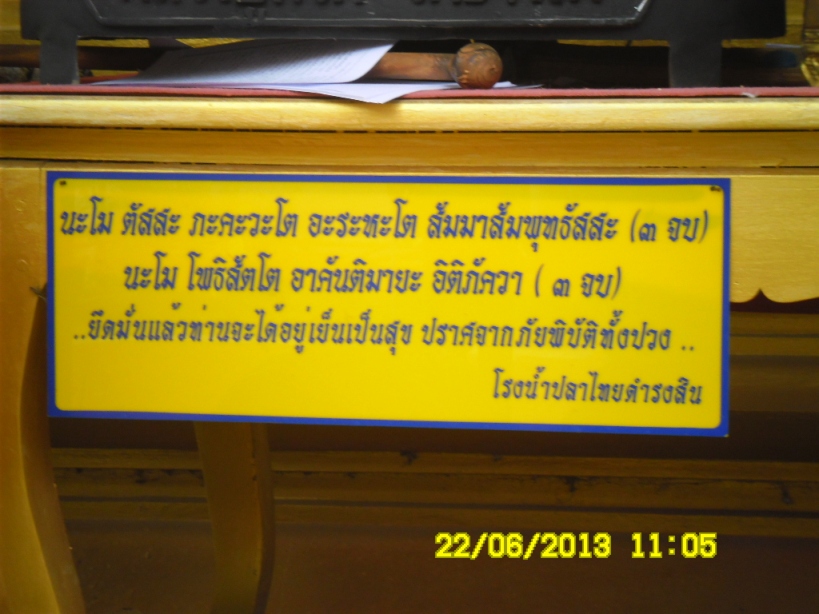 นะโม ตัสสะ ภะคะวะโต อะระหะโต สัมมาสัมพุทธัสสะ (๓ จบ)
นะโม โพธิสัตโต อาคันติมายะ อิติภัควา ( ๓ จบ)
..ยึดมั่นแล้วท่านจะได้อยู่เย็นเป็นสุข ปราศจากภัยพิบัติทั้งปวง ..
โรงน้ำปลาไทยดำรงสิน
22/06/2013 11:05